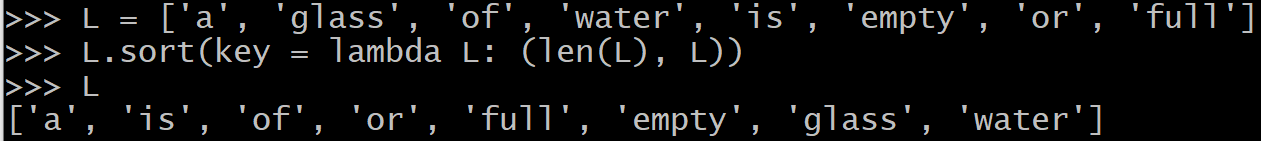 >>> L = ['a', 'glass', 'of', 'water', 'is', 'empty', 'or', 'full']
>>> L.sort(key = lambda L: (len(L), L))
>>> L
['a', 'is', 'of', 'or', 'full', 'empty', 'glass', 'water']